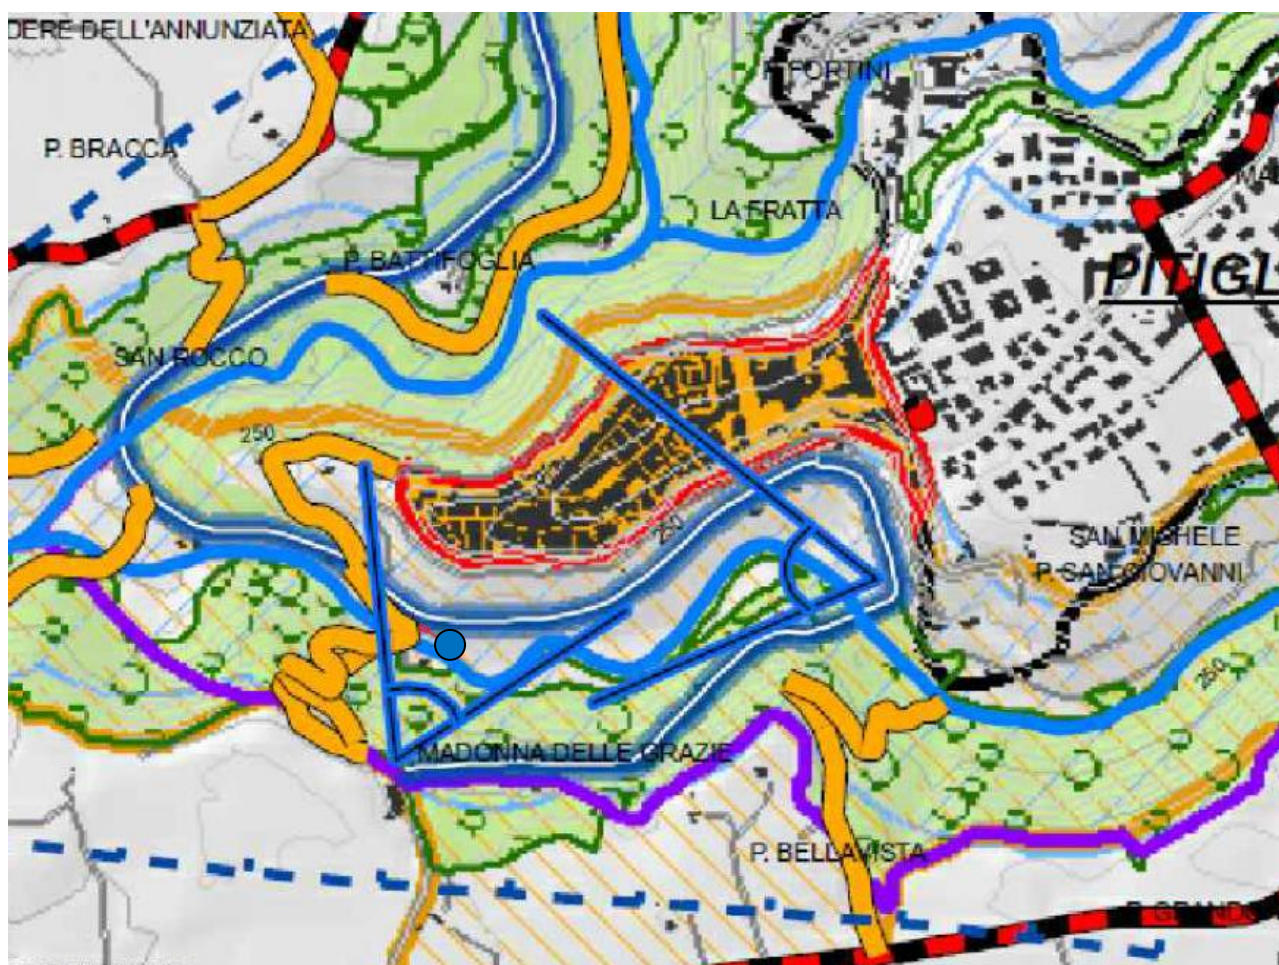 DERE DELL'ANNUNZIATA
P. FORTINI
P. BRACCA
LA FRATTA
P. BATTIFOGLIA
PITIGL
SAN ROCCO
250
250
SAN MICHELE
P. SAN GIOVANNI
250
MADONNA DELLE GRAZIE
P. BELLAVISTA